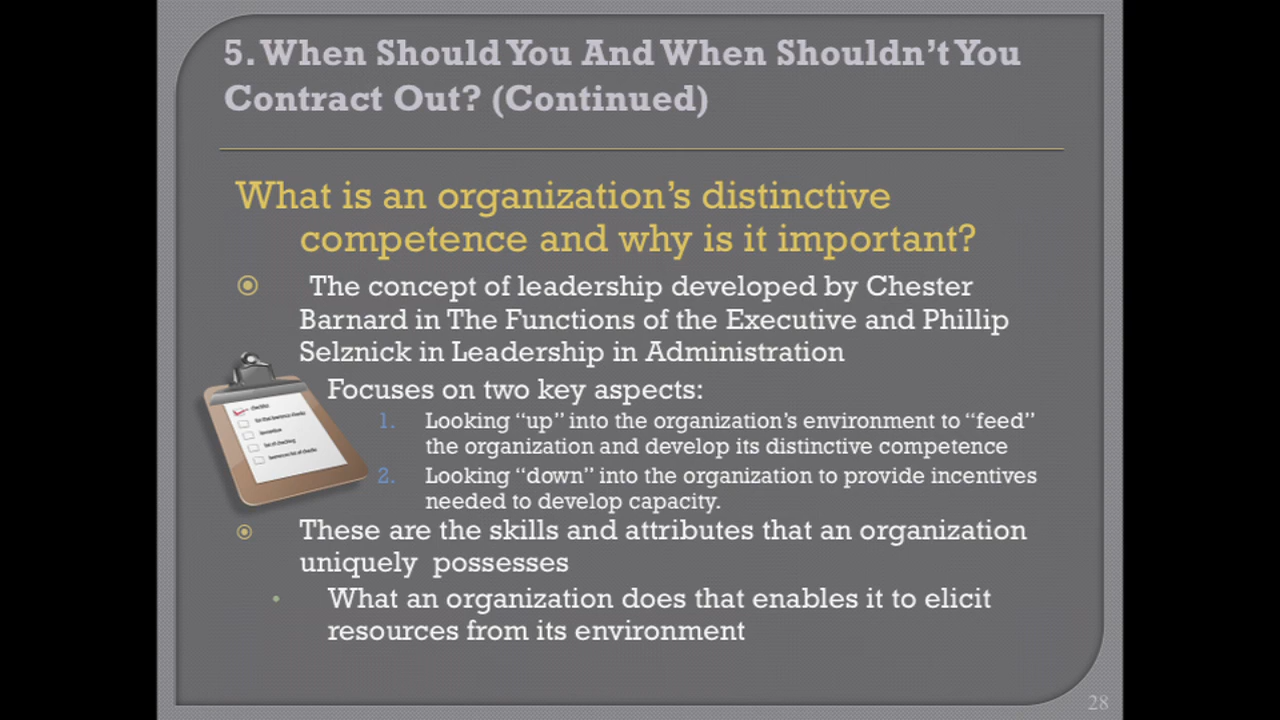 5. When Should You And When Shouldn't You
Contract Out? (Continued)
What is an organization's distinctive
competence and why is it important?
The concept of leadership developed by Chester
Barnard in The Functions of the Executive and Phillip
Selznick in Leadership in Administration
Focuses on two key aspects:
1. Looking "up" into the organization's environment to "feed"
the organization and develop its distinctive competence
2. Looking "down" into the organization to provide incentives
needed to develop capacity.
These are the skills and attributes that an organization
uniquely possesses
What an organization does that enables it to elicit
resources from its environment
28